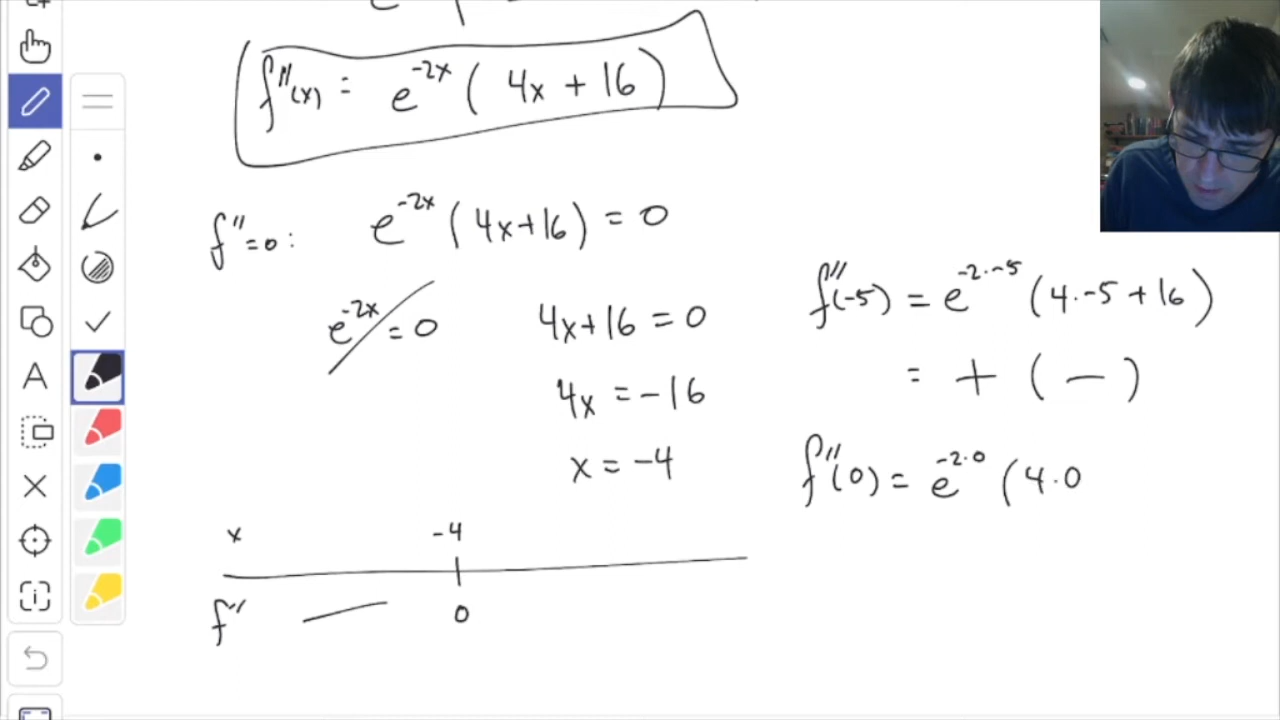 f''(x) = e^{-2x} (4x + 16)
f'' = 0 : e^{-2x} (4x+16) = 0
e^{-2x} = 0
4x+16 = 0
4x = -16
x = -4
f''(-5) = e^{-2·-5} (4·-5+16)
= + (-)
f''(0) = e^{-2·0} (4·0
x -4
f'' — 0
A